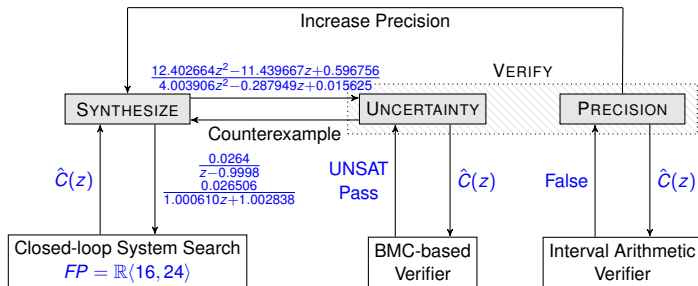 Increase Precision
12.402664z²−11.439667z+0.596756
4.003906z²−0.287949z+0.015625
VERIFY
SYNTHESIZE
UNCERTAINTY
PRECISION
Counterexample
0.0264
z−0.9998
0.026506
1.000610z+1.002838
Ĉ(z)
UNSAT
Pass
Ĉ(z)
False
Ĉ(z)
Closed-loop System Search
FP = ℝ⟨16, 24⟩
BMC-based
Verifier
Interval Arithmetic
Verifier